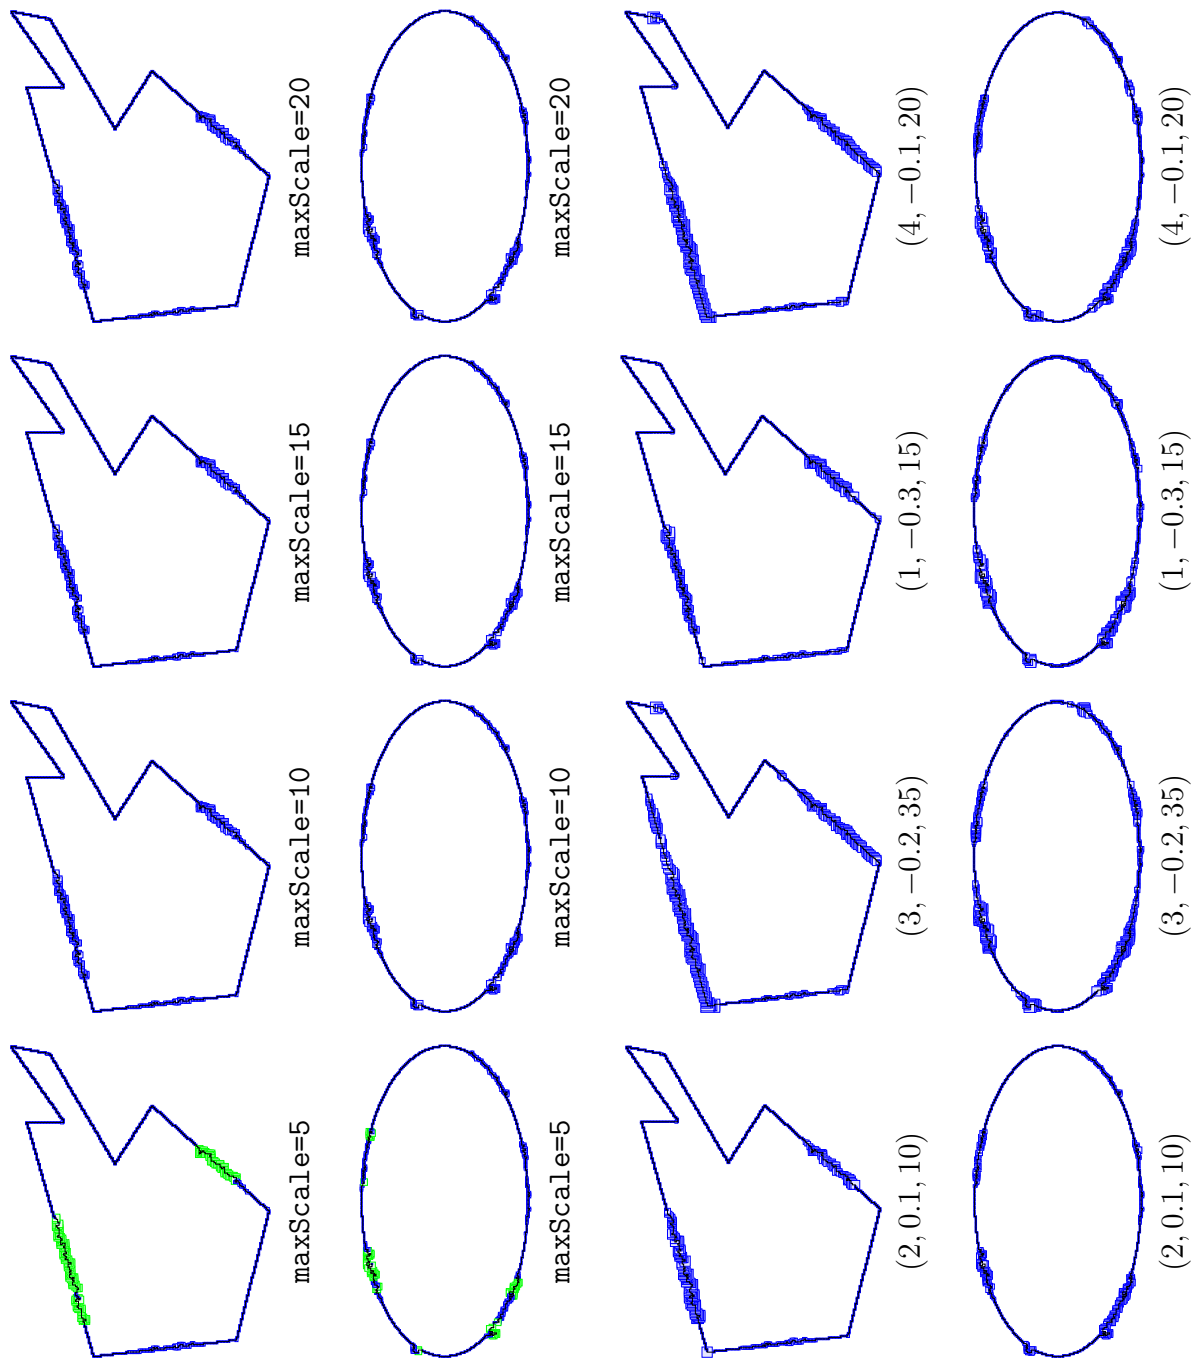 maxScale=5 maxScale=10 maxScale=15 maxScale=20
maxScale=5 maxScale=10 maxScale=15 maxScale=20
(2, 0.1, 10) (3, −0.2, 35) (1, −0.3, 15) (4, −0.1, 20)
(2, 0.1, 10) (3, −0.2, 35) (1, −0.3, 15) (4, −0.1, 20)